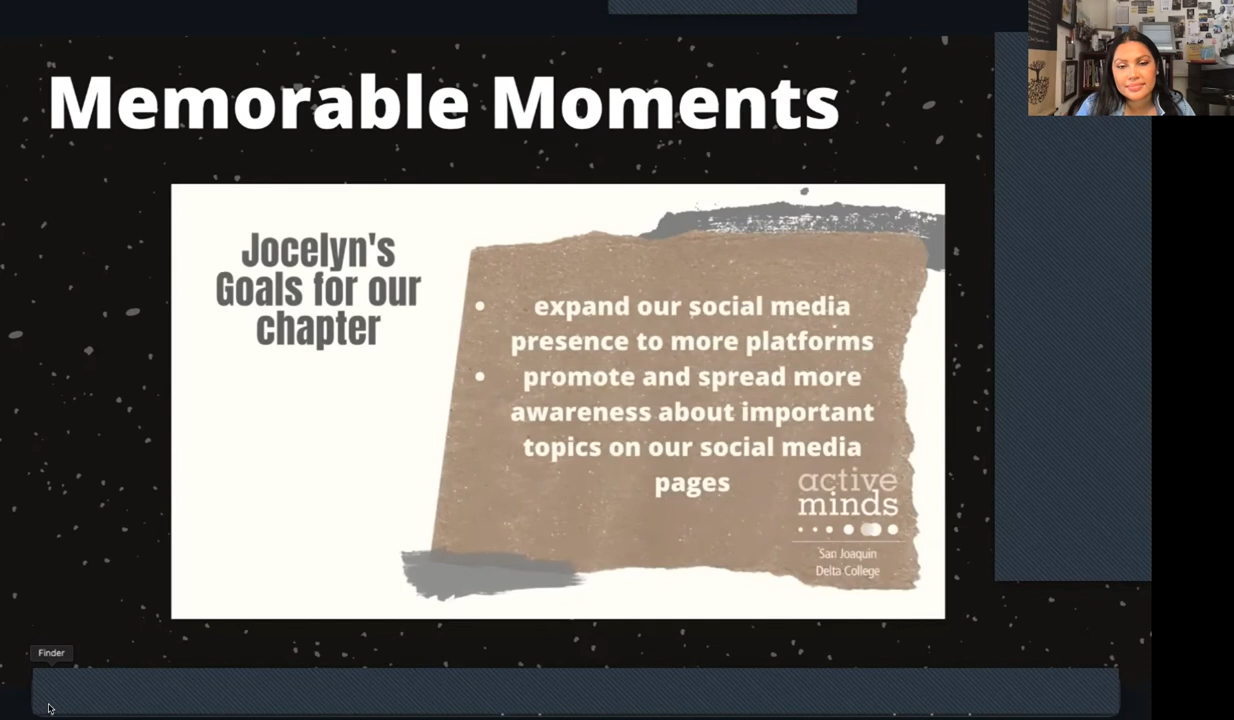 Memorable Moments
Jocelyn's
Goals for our
chapter
• expand our social media
presence to more platforms
• promote and spread more
awareness about important
topics on our social media
pages
active
minds
San Joaquin
Delta College
Finder